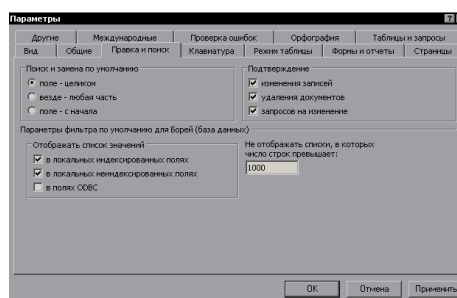 Параметры
Другие Международные Проверка ошибок Орфография Таблицы и запросы
Вид Общие Правка и поиск Клавиатура Режим таблицы Формы и отчеты Страницы
Поиск и замена по умолчанию
поле - целиком
везде - любая часть
поле - с начала
Подтверждение
изменения записей
удаления документов
запросов на изменение
Параметры фильтра по умолчанию для Борей (база данных)
Отображать список значений
в локальных индексированных полях
в локальных неиндексированных полях
в полях ODBC
Не отображать списки, в которых
число строк превышает:
1000
OK Отмена Применить